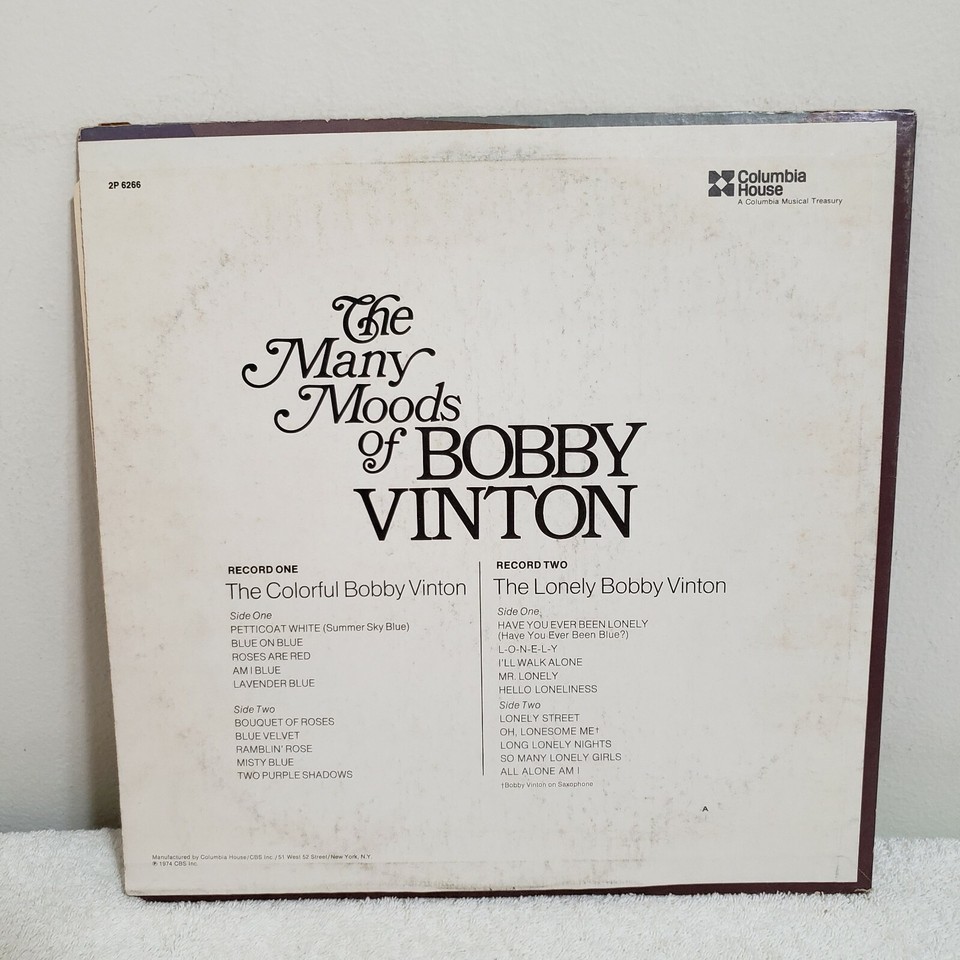 2P 6266
Columbia
House
A Columbia Musical Treasury
The
Many
Moods
of BOBBY
VINTON
RECORD ONE
The Colorful Bobby Vinton
Side One
PETTICOAT WHITE (Summer Sky Blue)
BLUE ON BLUE
ROSES ARE RED
AM I BLUE
LAVENDER BLUE
Side Two
BOUQUET OF ROSES
BLUE VELVET
RAMBLIN' ROSE
MISTY BLUE
TWO PURPLE SHADOWS
RECORD TWO
The Lonely Bobby Vinton
Side One
HAVE YOU EVER BEEN LONELY
(Have You Ever Been Blue?)
L-O-N-E-L-Y
I'LL WALK ALONE
MR. LONELY
HELLO LONELINESS
Side Two
LONELY STREET
OH, LONESOME ME†
LONG LONELY NIGHTS
SO MANY LONELY GIRLS
ALL ALONE AM I
†Bobby Vinton on Saxophone
A
Manufactured by Columbia House/CBS Inc./51 West 52 Street/New York, N.Y.
℗ 1974 CBS Inc.